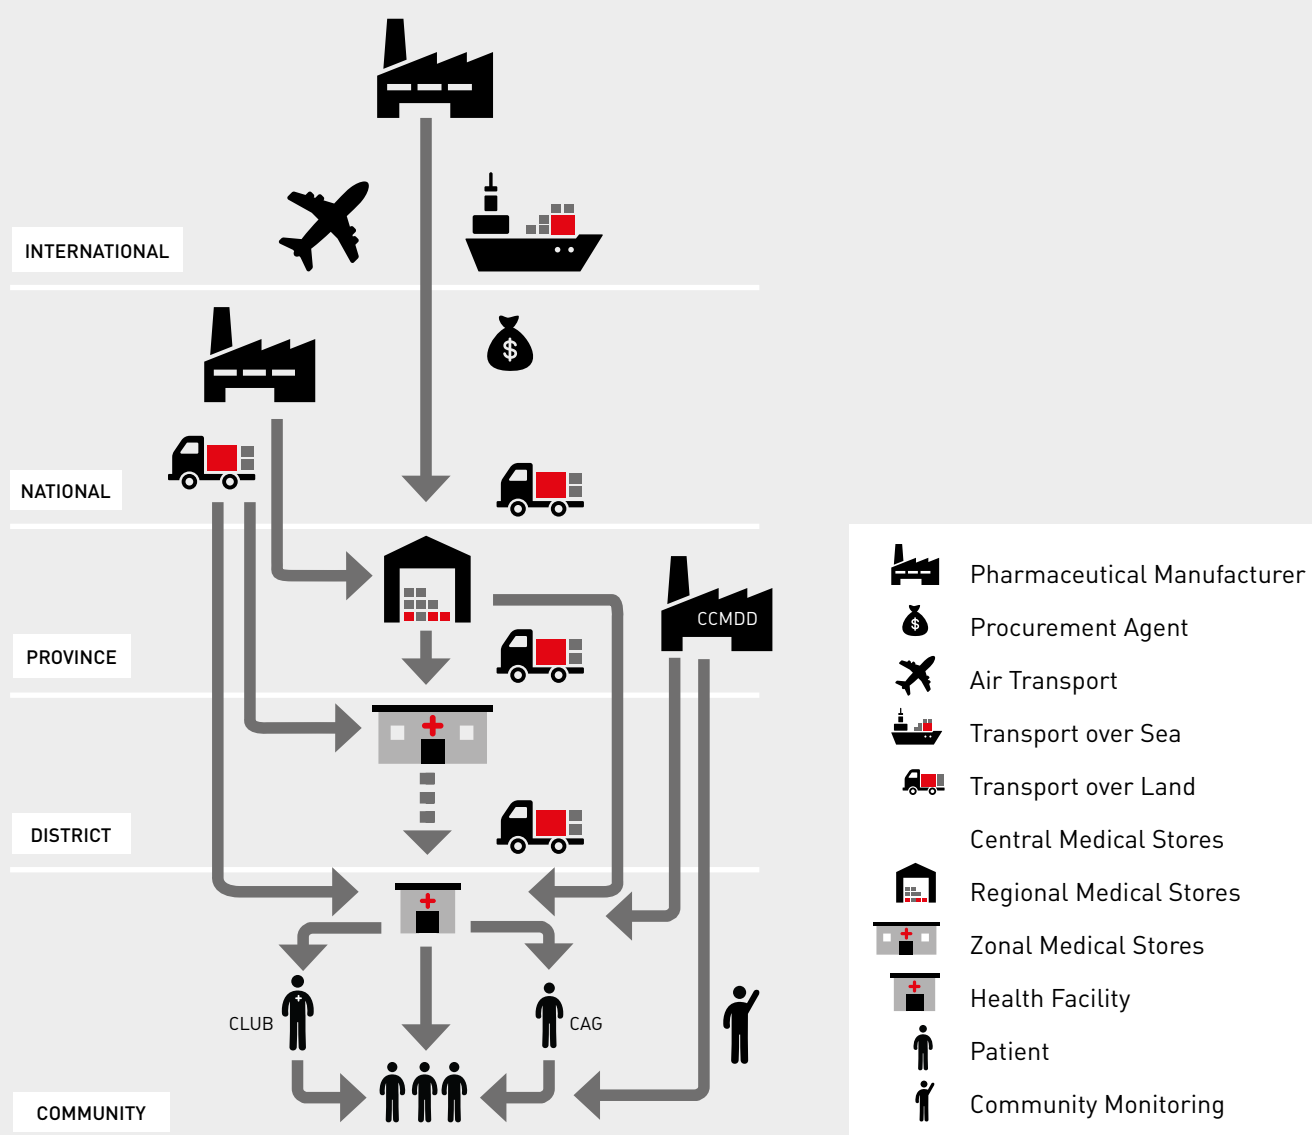 INTERNATIONAL
$
NATIONAL
CCMDD
PROVINCE
DISTRICT
CLUB
CAG
COMMUNITY
Pharmaceutical Manufacturer
$
Procurement Agent
Air Transport
Transport over Sea
Transport over Land
Central Medical Stores
Regional Medical Stores
Zonal Medical Stores
Health Facility
Patient
Community Monitoring